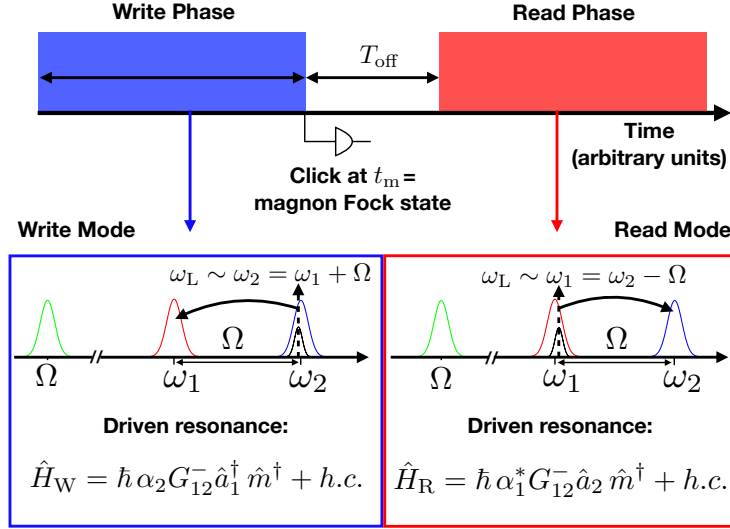 Write Phase
Read Phase
T_off
Time
(arbitrary units)
Click at t_m =
magnon Fock state
Write Mode
Read Mode
ω_L ∼ ω_2 = ω_1 + Ω
Ω
Ω
ω_1
ω_2
Driven resonance:
Ĥ_W = ħ α_2 G_12^- â_1^† m̂^† + h.c.
ω_L ∼ ω_1 = ω_2 − Ω
Ω
Ω
ω_1
ω_2
Driven resonance:
Ĥ_R = ħ α_1^* G_12^- â_2 m̂^† + h.c.